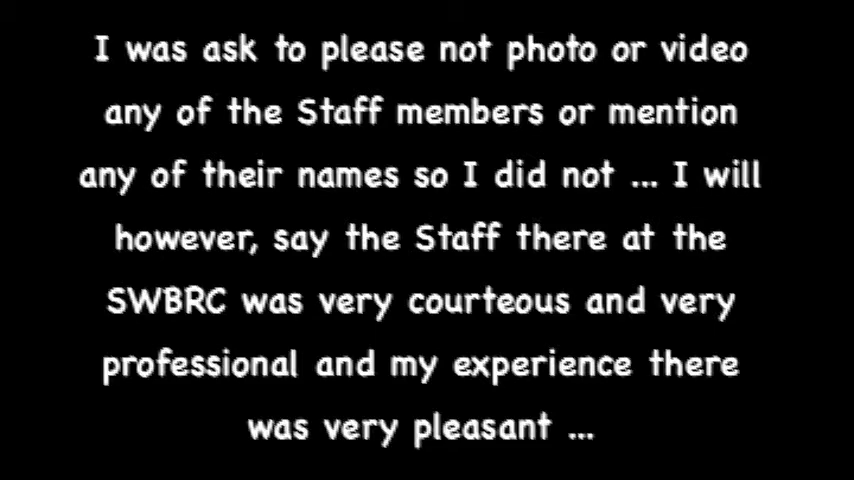 I was ask to please not photo or video
any of the Staff members or mention
any of their names so I did not ... I will
however, say the Staff there at the
SWBRC was very courteous and very
professional and my experience there
was very pleasant ...